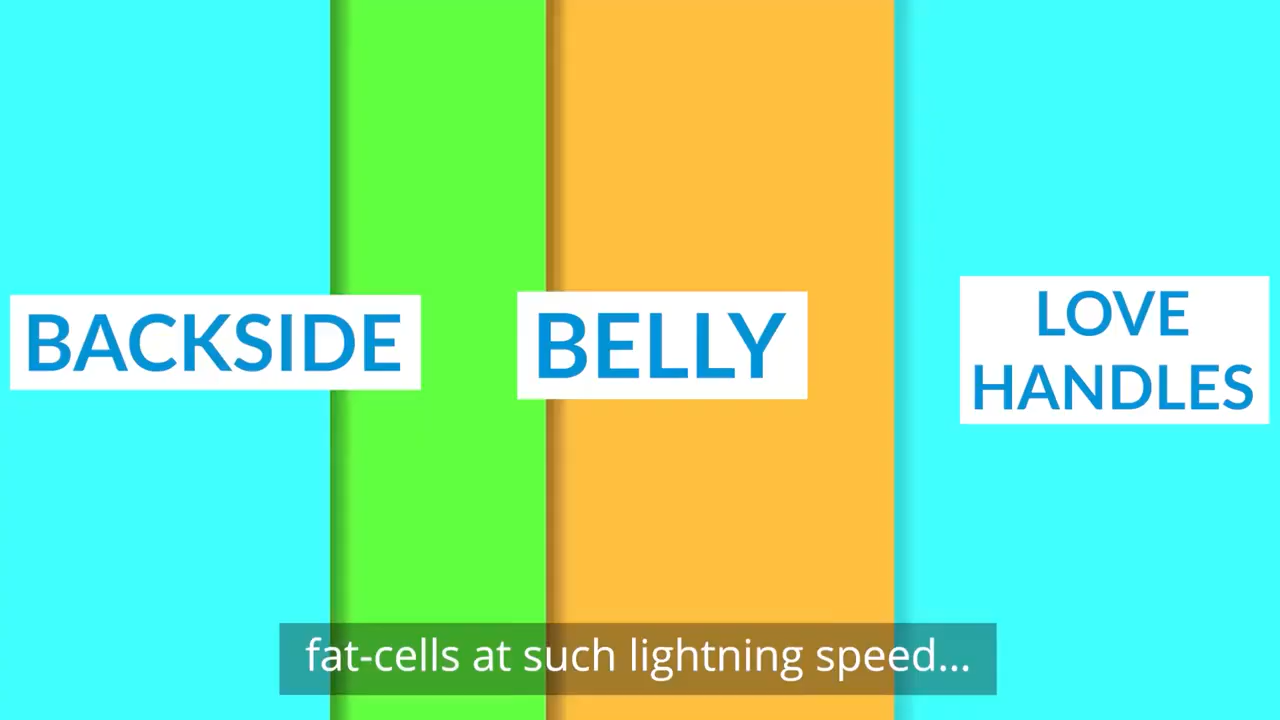 BACKSIDE
BELLY
LOVE
HANDLES
fat-cells at such lightning speed...